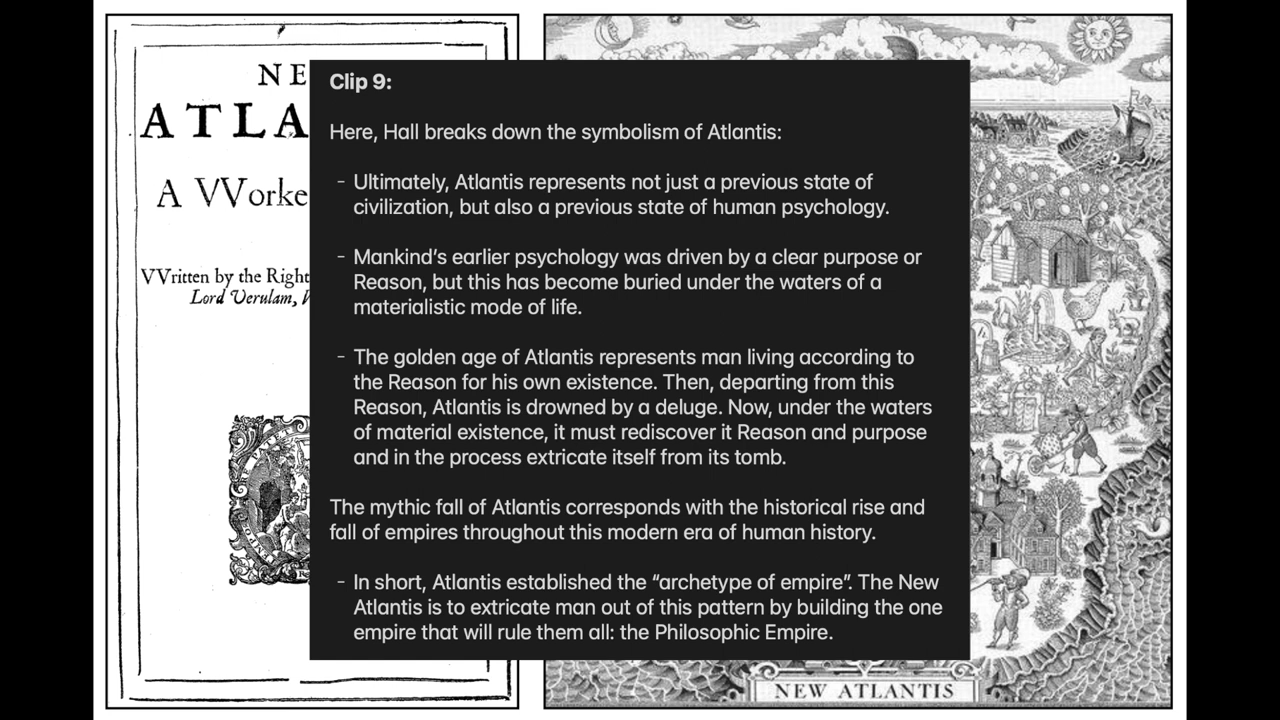 NE
ATLA
A VVorke
VVritten by the Right
Lord Verulam, V
Clip 9:
Here, Hall breaks down the symbolism of Atlantis:
- Ultimately, Atlantis represents not just a previous state of
civilization, but also a previous state of human psychology.
- Mankind's earlier psychology was driven by a clear purpose or
Reason, but this has become buried under the waters of a
materialistic mode of life.
- The golden age of Atlantis represents man living according to
the Reason for his own existence. Then, departing from this
Reason, Atlantis is drowned by a deluge. Now, under the waters
of material existence, it must rediscover it Reason and purpose
and in the process extricate itself from its tomb.
The mythic fall of Atlantis corresponds with the historical rise and
fall of empires throughout this modern era of human history.
- In short, Atlantis established the “archetype of empire”. The New
Atlantis is to extricate man out of this pattern by building the one
empire that will rule them all: the Philosophic Empire.
NEW ATLANTIS